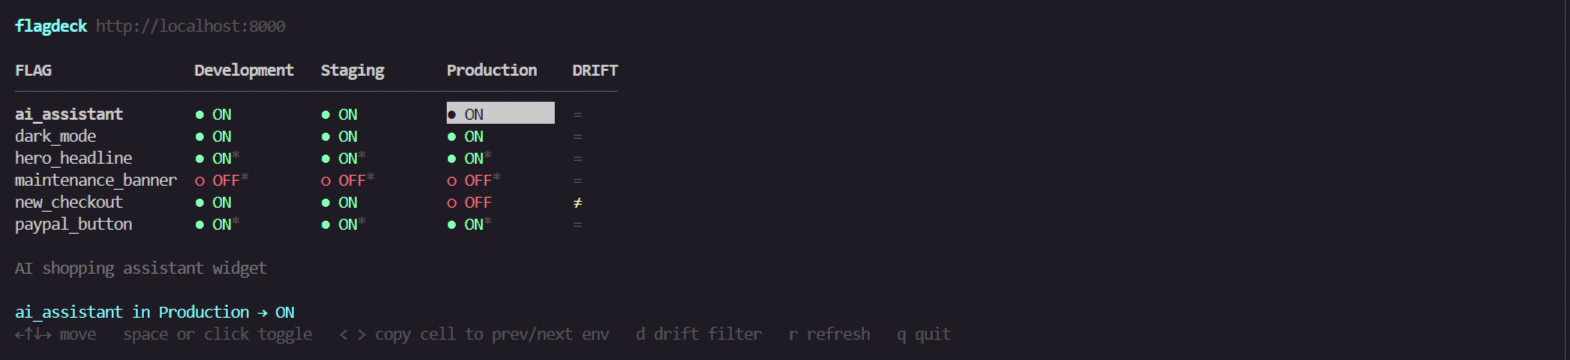 flagdeck http://localhost:8000
FLAG Development Staging Production DRIFT
ai_assistant ● ON ● ON ● ON =
dark_mode ● ON ● ON ● ON =
hero_headline ● ON* ● ON* ● ON* =
maintenance_banner o OFF* o OFF* o OFF* =
new_checkout ● ON ● ON o OFF ≠
paypal_button ● ON* ● ON* ● ON* =
AI shopping assistant widget
ai_assistant in Production → ON
←↑↓→ move space or click toggle < > copy cell to prev/next env d drift filter r refresh q quit